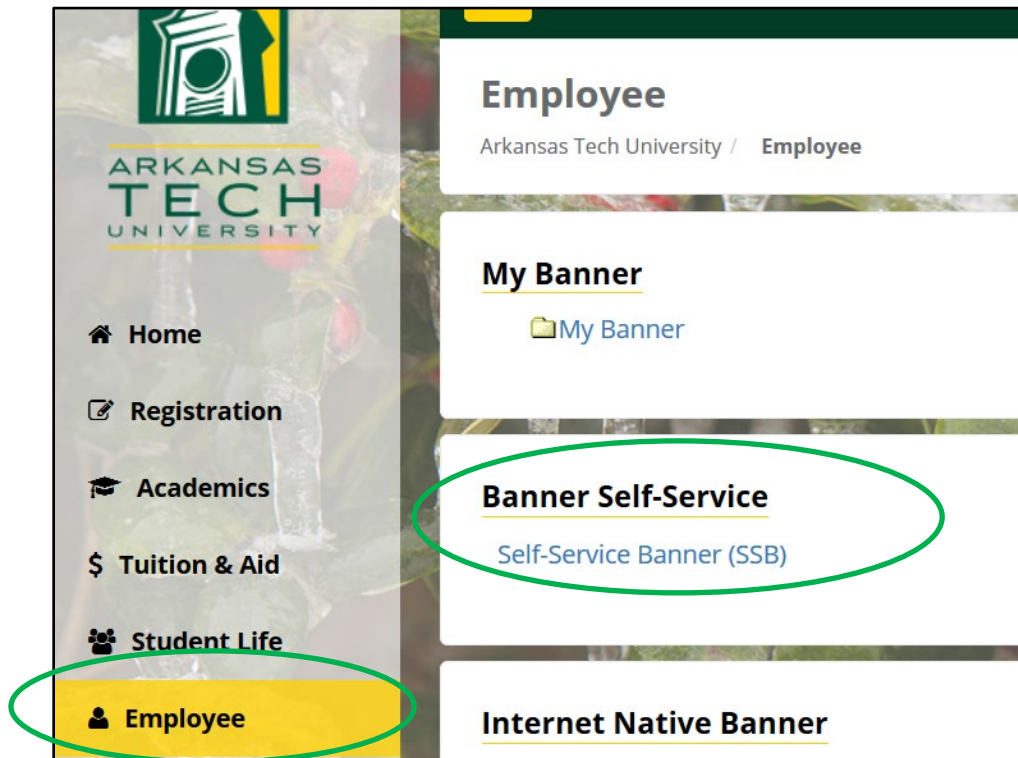 ARKANSAS
TECH
UNIVERSITY
Home
Registration
Academics
Tuition & Aid
Student Life
Employee
Employee
Arkansas Tech University / Employee
My Banner
My Banner
Banner Self-Service
Self-Service Banner (SSB)
Internet Native Banner